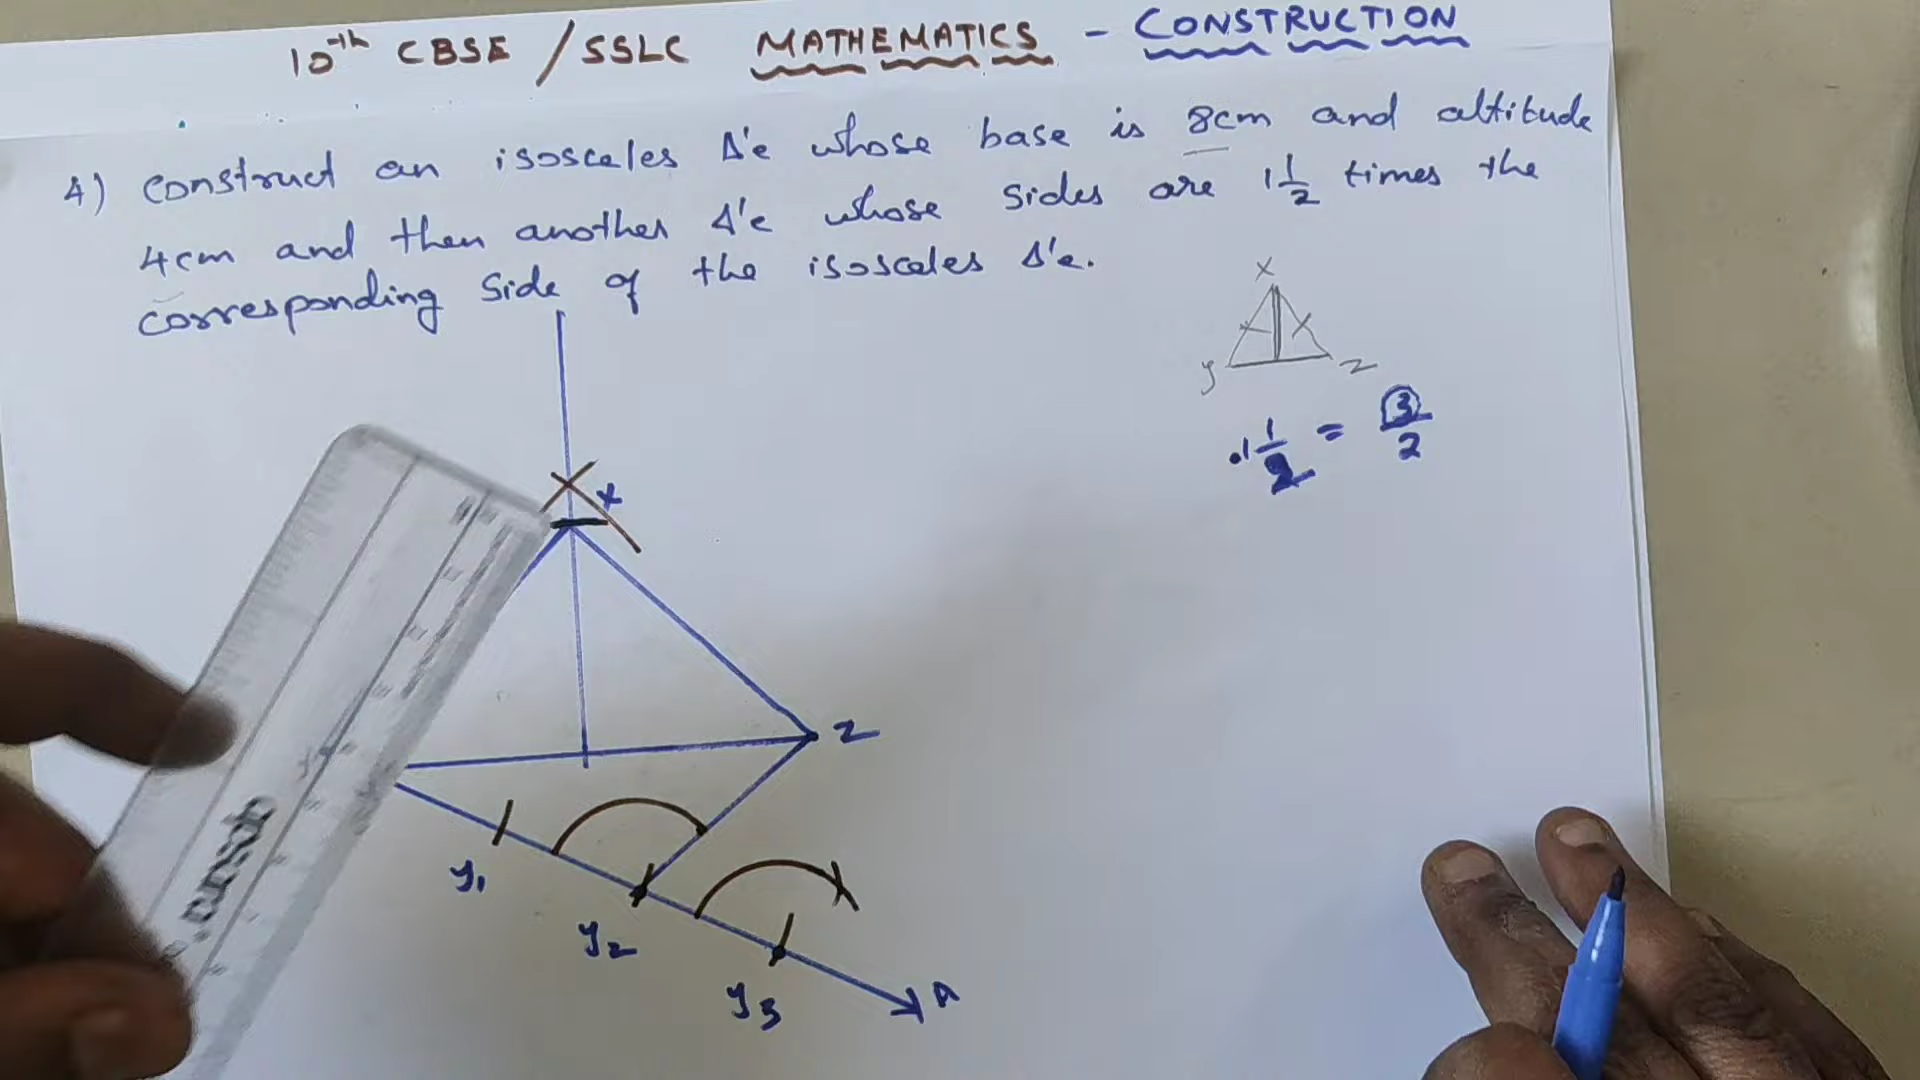 10th CBSE / SSLC MATHEMATICS - CONSTRUCTION
4) Construct an isosceles Δ'e whose base is 8cm and altitude
4cm and then another Δ'e whose sides are 1 1/2 times the
corresponding side of the isosceles Δ'e.
x
y z
1 1/2 = 3/2
x
z
y1
y2
y3
A